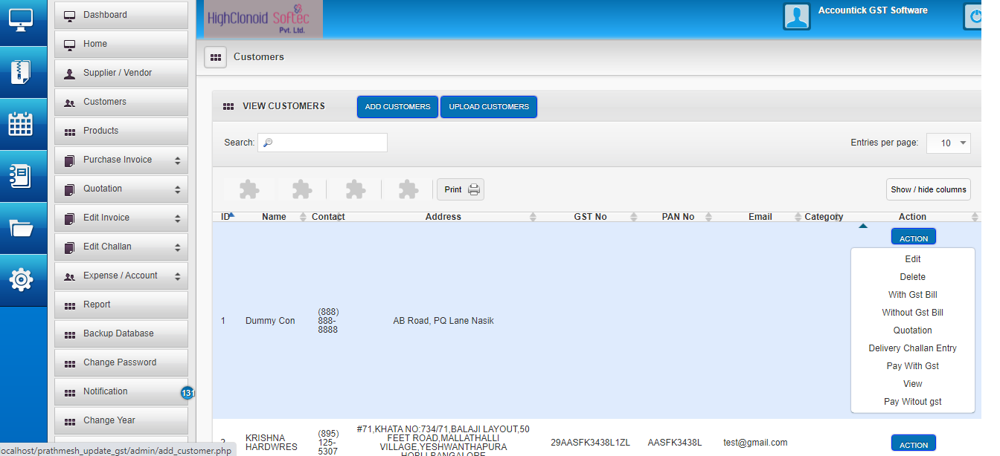 HighClonoid Softec
Pvt. Ltd.
Accountick GST Software
Dashboard
Home
Supplier / Vendor
Customers
Products
Purchase Invoice
Quotation
Edit Invoice
Edit Challan
Expense / Account
Report
Backup Database
Change Password
Notification
131
Change Year
localhost/prathmesh_update_gst/admin/add_customer.php
Customers
VIEW CUSTOMERS
ADD CUSTOMERS
UPLOAD CUSTOMERS
Search:
Entries per page:
10
Print
Show / hide columns
ID Name Contact Address GST No PAN No Email Category Action
1 Dummy Con (888) 888-8888 AB Road, PQ Lane Nasik
ACTION
Edit
Delete
With Gst Bill
Without Gst Bill
Quotation
Delivery Challan Entry
Pay With Gst
View
Pay Witout gst
2
KRISHNA
HARDWRES
(895)
125-
5307
#71,KHATA NO:734/71,BALAJI LAYOUT,50
FEET ROAD,MALLATHALLI
VILLAGE,YESHWANTHAPURA
HOBLI BANGALORE
29AASFK3438L1ZL
AASFK3438L
test@gmail.com
ACTION